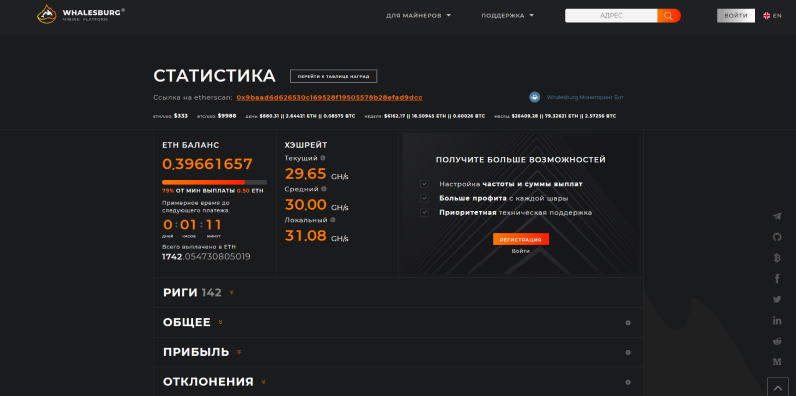 WHALESBURG®
MINING PLATFORM
ДЛЯ МАЙНЕРОВ
ПОДДЕРЖКА
АДРЕС
ВОЙТИ
EN
СТАТИСТИКА
ПЕРЕЙТИ К ТАБЛИЦЕ НАГРАД
Ссылка на etherscan: 0x9baad6d626530c169528f19505578b28efad9dcc
Whalesburg Мониторинг Бот
ETH/USD: $333 BTC/USD: $9988 ДЕНЬ: $880.31 || 2.64421 ETH || 0.08575 BTC НЕДЕЛЯ: $6162.17 || 18.50945 ETH || 0.60026 BTC МЕСЯЦ: $26409.28 || 79.32621 ETH || 2.57256 BTC
ETH БАЛАНС
0.39661657
79% ОТ МИН ВЫПЛАТЫ 0.50 ETH
Примерное время до
следующего платежа:
0 : 01 : 11
ДНЕЙ ЧАСОВ МИНУТ
Всего выплачено в ETH
1742.054730805019
ХЭШРЕЙТ
Текущий
29.65 GH/s
Средний
30.00 GH/s
Локальный
31.08 GH/s
ПОЛУЧИТЕ БОЛЬШЕ ВОЗМОЖНОСТЕЙ
Настройка частоты и суммы выплат
Больше профита с каждой шары
Приоритетная техническая поддержка
РЕГИСТРАЦИЯ
Войти
РИГИ 142
ОБЩЕЕ
ПРИБЫЛЬ
ОТКЛОНЕНИЯ